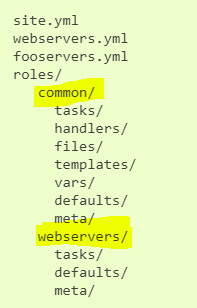 site.yml
webservers.yml
fooservers.yml
roles/
common/
tasks/
handlers/
files/
templates/
vars/
defaults/
meta/
webservers/
tasks/
defaults/
meta/